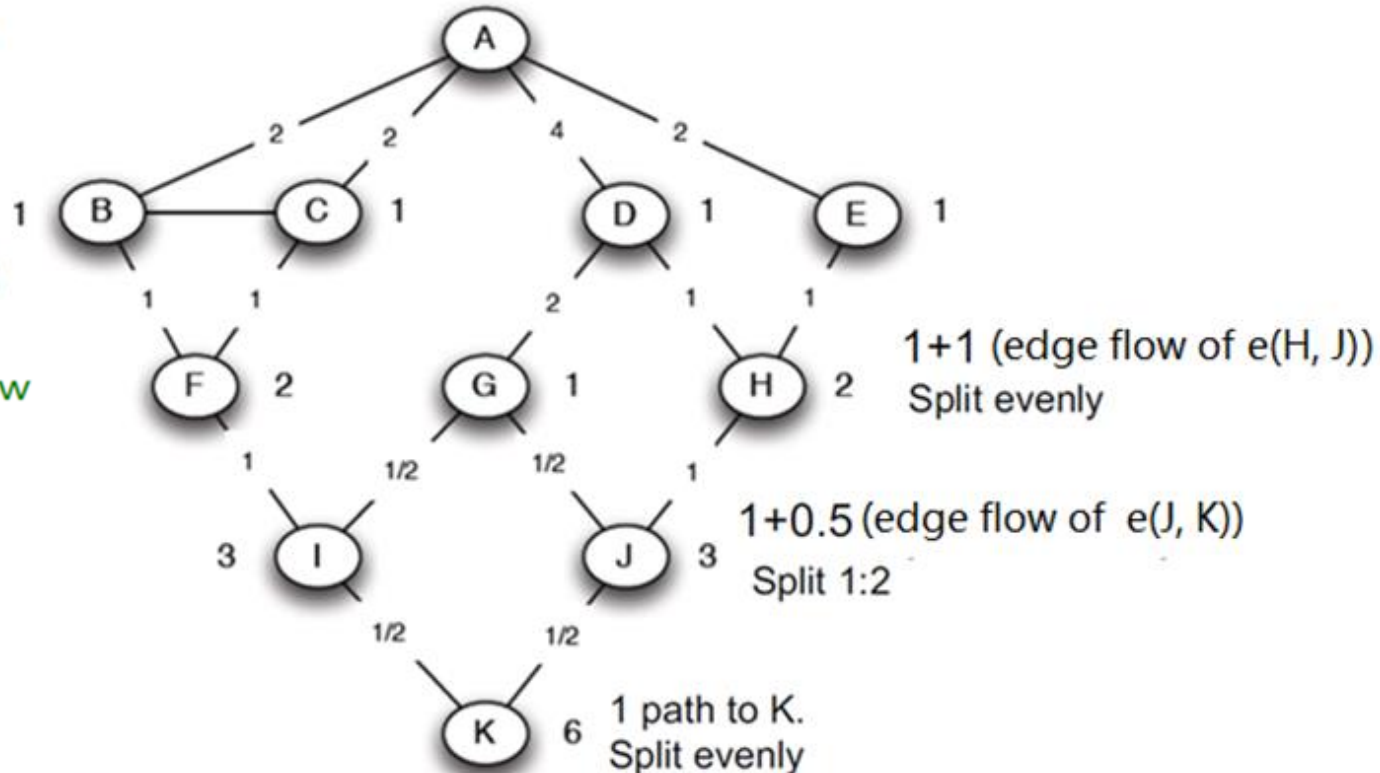 A
2
2
4
2
1
B
C
1
D
1
E
1
1
1
2
1
1
1+1 (edge flow of e(H, J))
w
F
2
G
1
H
2
Split evenly
1
1/2
1/2
1
1+0.5 (edge flow of e(J, K))
3
I
J
3
Split 1:2
1/2
1/2
K
6
1 path to K.
Split evenly